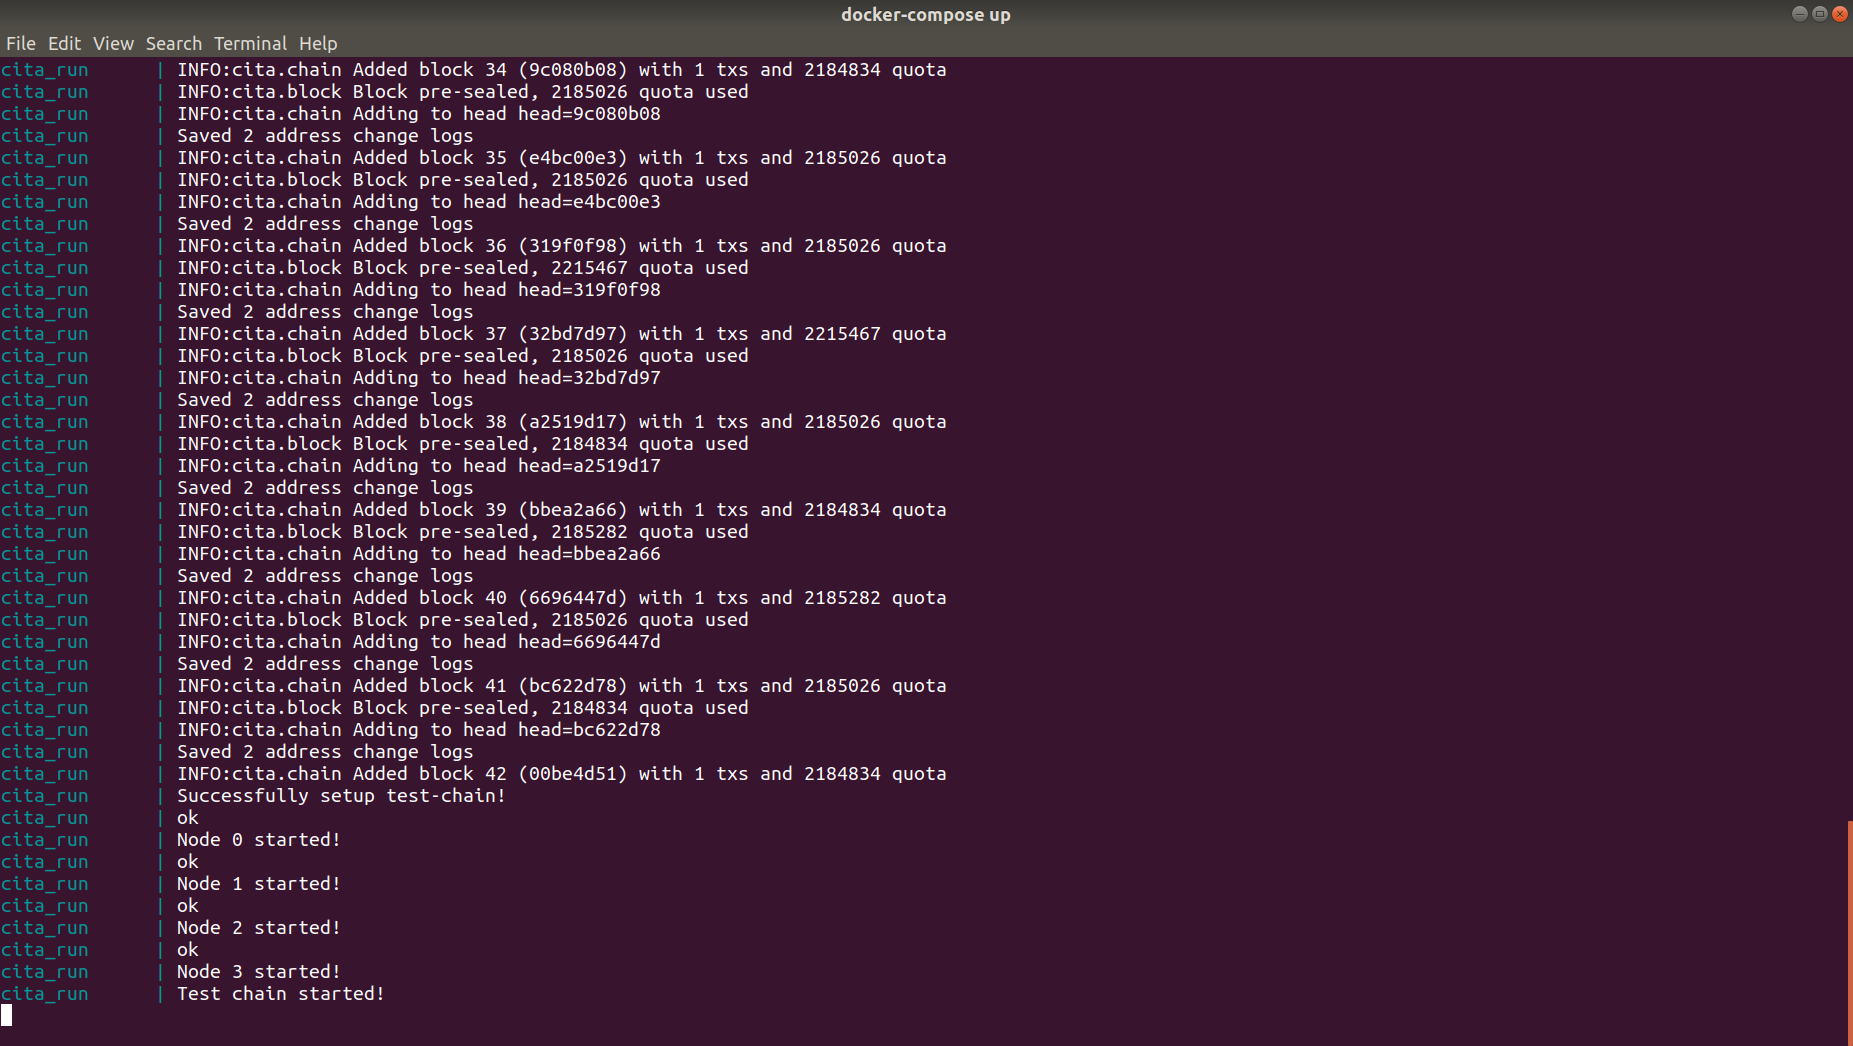 docker-compose up
File Edit View Search Terminal Help
cita_run | INFO:cita.chain Added block 34 (9c080b08) with 1 txs and 2184834 quota
cita_run | INFO:cita.block Block pre-sealed, 2185026 quota used
cita_run | INFO:cita.chain Adding to head head=9c080b08
cita_run | Saved 2 address change logs
cita_run | INFO:cita.chain Added block 35 (e4bc00e3) with 1 txs and 2185026 quota
cita_run | INFO:cita.block Block pre-sealed, 2185026 quota used
cita_run | INFO:cita.chain Adding to head head=e4bc00e3
cita_run | Saved 2 address change logs
cita_run | INFO:cita.chain Added block 36 (319f0f98) with 1 txs and 2185026 quota
cita_run | INFO:cita.block Block pre-sealed, 2215467 quota used
cita_run | INFO:cita.chain Adding to head head=319f0f98
cita_run | Saved 2 address change logs
cita_run | INFO:cita.chain Added block 37 (32bd7d97) with 1 txs and 2215467 quota
cita_run | INFO:cita.block Block pre-sealed, 2185026 quota used
cita_run | INFO:cita.chain Adding to head head=32bd7d97
cita_run | Saved 2 address change logs
cita_run | INFO:cita.chain Added block 38 (a2519d17) with 1 txs and 2185026 quota
cita_run | INFO:cita.block Block pre-sealed, 2184834 quota used
cita_run | INFO:cita.chain Adding to head head=a2519d17
cita_run | Saved 2 address change logs
cita_run | INFO:cita.chain Added block 39 (bbea2a66) with 1 txs and 2184834 quota
cita_run | INFO:cita.block Block pre-sealed, 2185282 quota used
cita_run | INFO:cita.chain Adding to head head=bbea2a66
cita_run | Saved 2 address change logs
cita_run | INFO:cita.chain Added block 40 (6696447d) with 1 txs and 2185282 quota
cita_run | INFO:cita.block Block pre-sealed, 2185026 quota used
cita_run | INFO:cita.chain Adding to head head=6696447d
cita_run | Saved 2 address change logs
cita_run | INFO:cita.chain Added block 41 (bc622d78) with 1 txs and 2185026 quota
cita_run | INFO:cita.block Block pre-sealed, 2184834 quota used
cita_run | INFO:cita.chain Adding to head head=bc622d78
cita_run | Saved 2 address change logs
cita_run | INFO:cita.chain Added block 42 (00be4d51) with 1 txs and 2184834 quota
cita_run | Successfully setup test-chain!
cita_run | ok
cita_run | Node 0 started!
cita_run | ok
cita_run | Node 1 started!
cita_run | ok
cita_run | Node 2 started!
cita_run | ok
cita_run | Node 3 started!
cita_run | Test chain started!